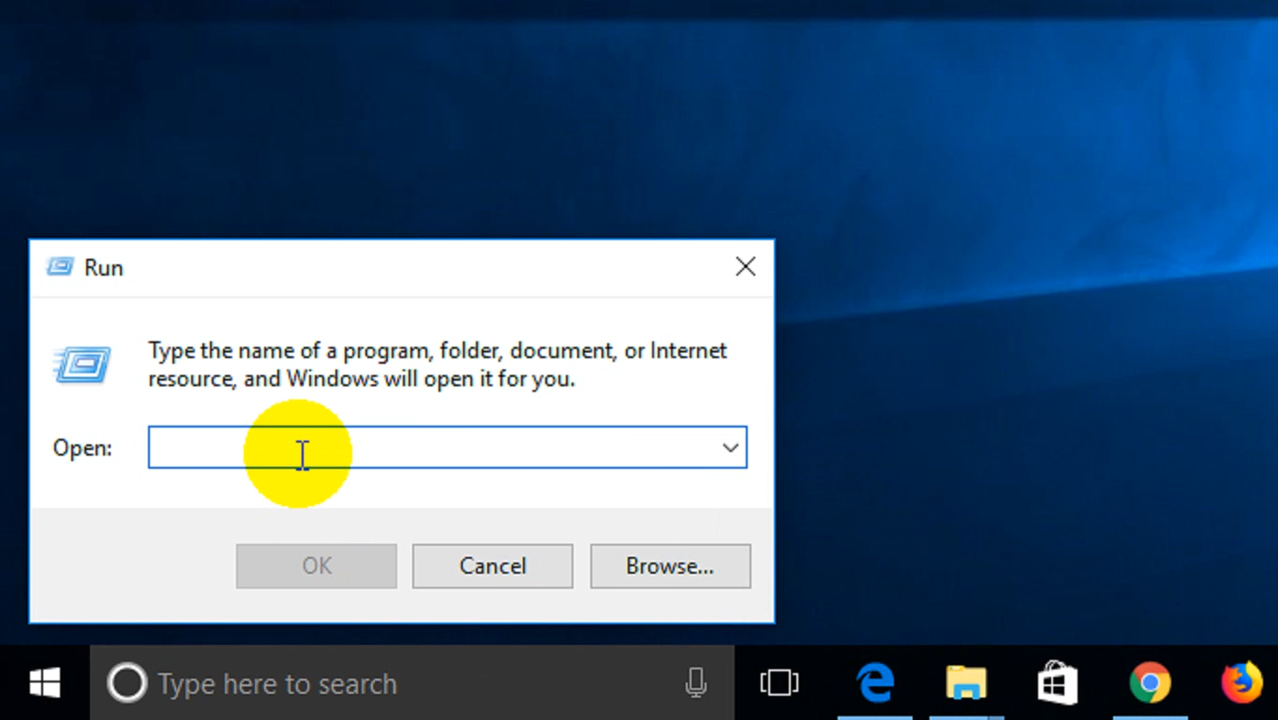 Run
Type the name of a program, folder, document, or Internet
resource, and Windows will open it for you.
Open:
OK
Cancel
Browse...
Type here to search